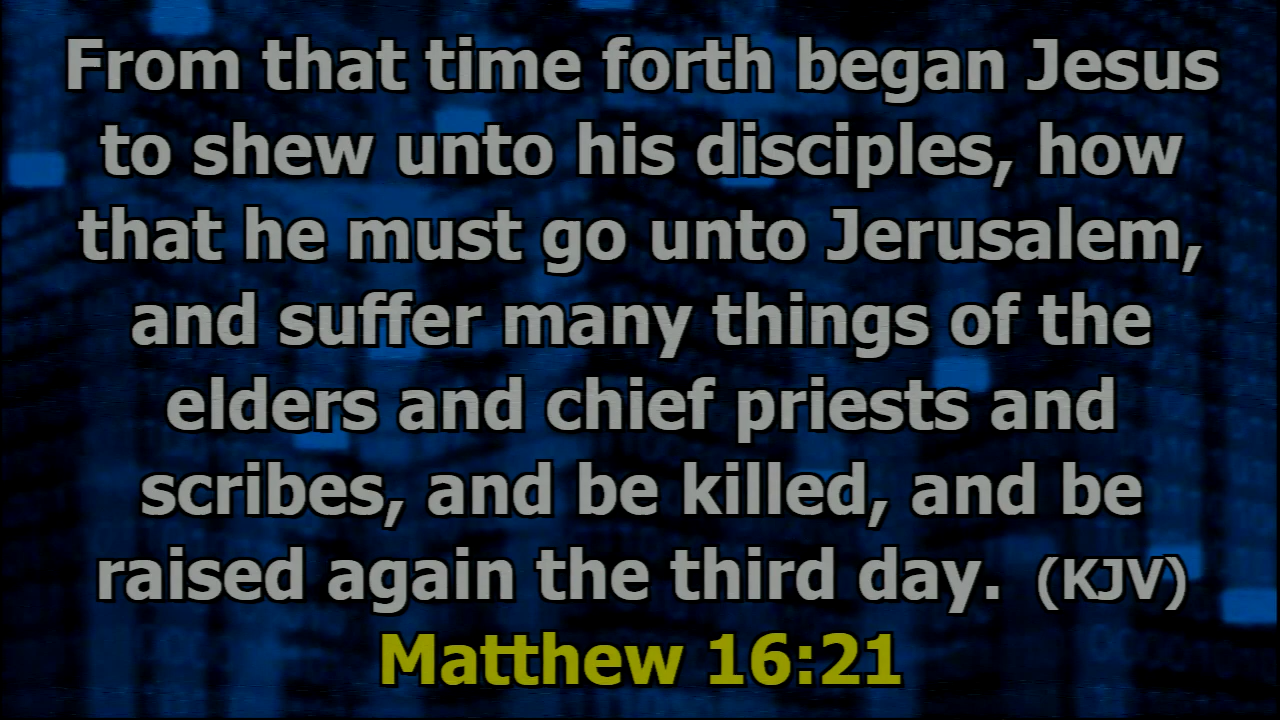 From that time forth began Jesus
to shew unto his disciples, how
that he must go unto Jerusalem,
and suffer many things of the
elders and chief priests and
scribes, and be killed, and be
raised again the third day. (KJV)
Matthew 16:21